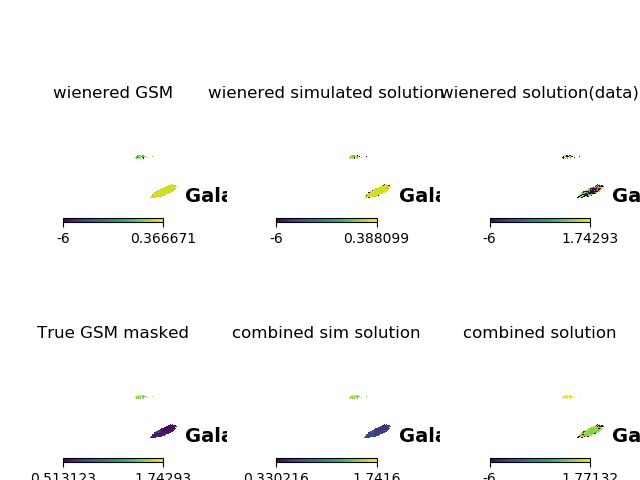 wienered GSM
wienered simulated solution
wienered solution(data)
Gala
Gala
Ga
-6 0.366671
-6 0.388099
-6 1.74293
True GSM masked
combined sim solution
combined solution
Gala
Gala
Ga
0.513123 1.74293
0.330216 1.7416
-6 1.77132